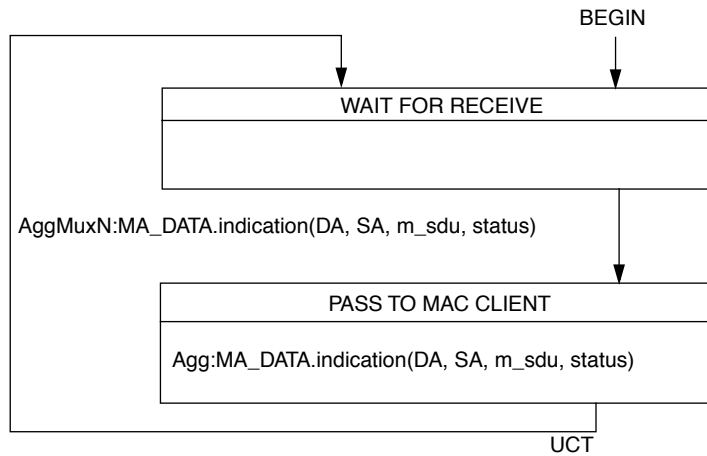 BEGIN
WAIT FOR RECEIVE
AggMuxN:MA_DATA.indication(DA, SA, m_sdu, status)
PASS TO MAC CLIENT
Agg:MA_DATA.indication(DA, SA, m_sdu, status)
UCT